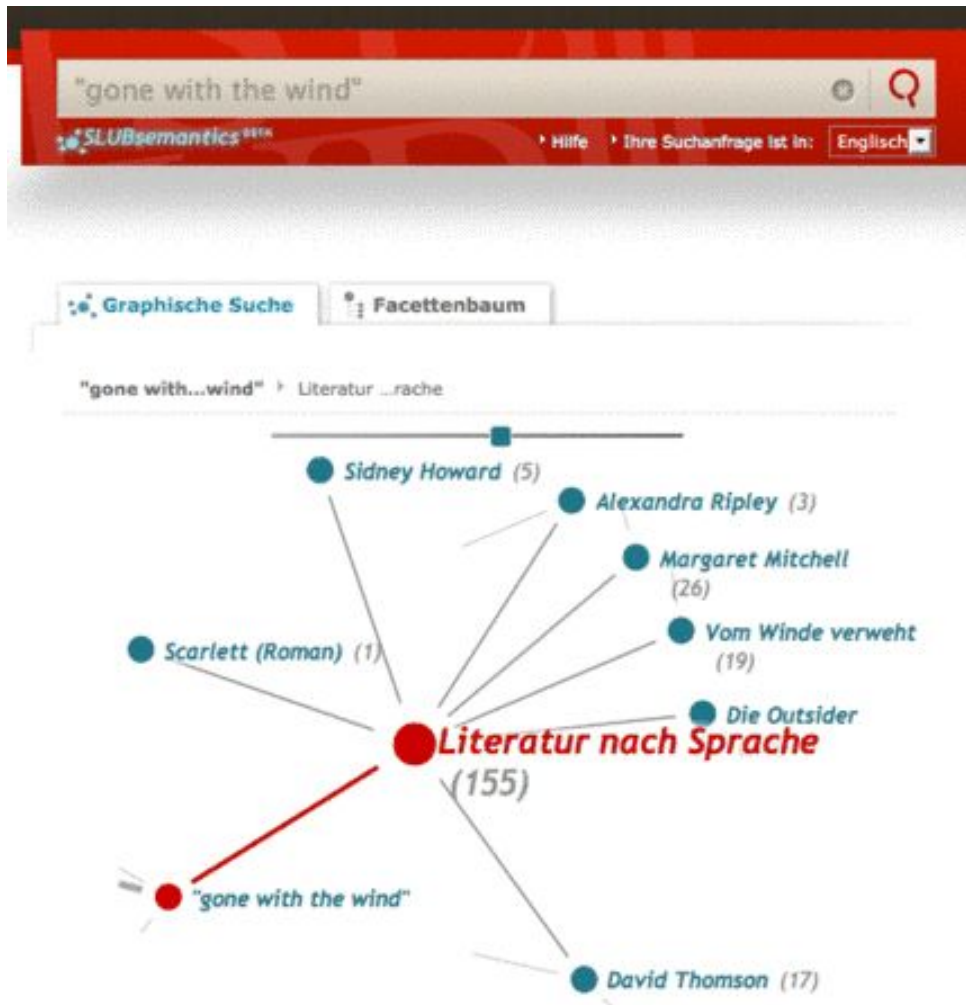 "gone with the wind"
SLUBsemantics BETA
Hilfe Ihre Suchanfrage ist in: Englisch
Graphische Suche Facettenbaum
"gone with...wind" Literatur ...rache
Sidney Howard (5)
Alexandra Ripley (3)
Margaret Mitchell
(26)
Vom Winde verweht
(19)
Scarlett (Roman) (1)
Die Outsider
Literatur nach Sprache
(155)
"gone with the wind"
David Thomson (17)